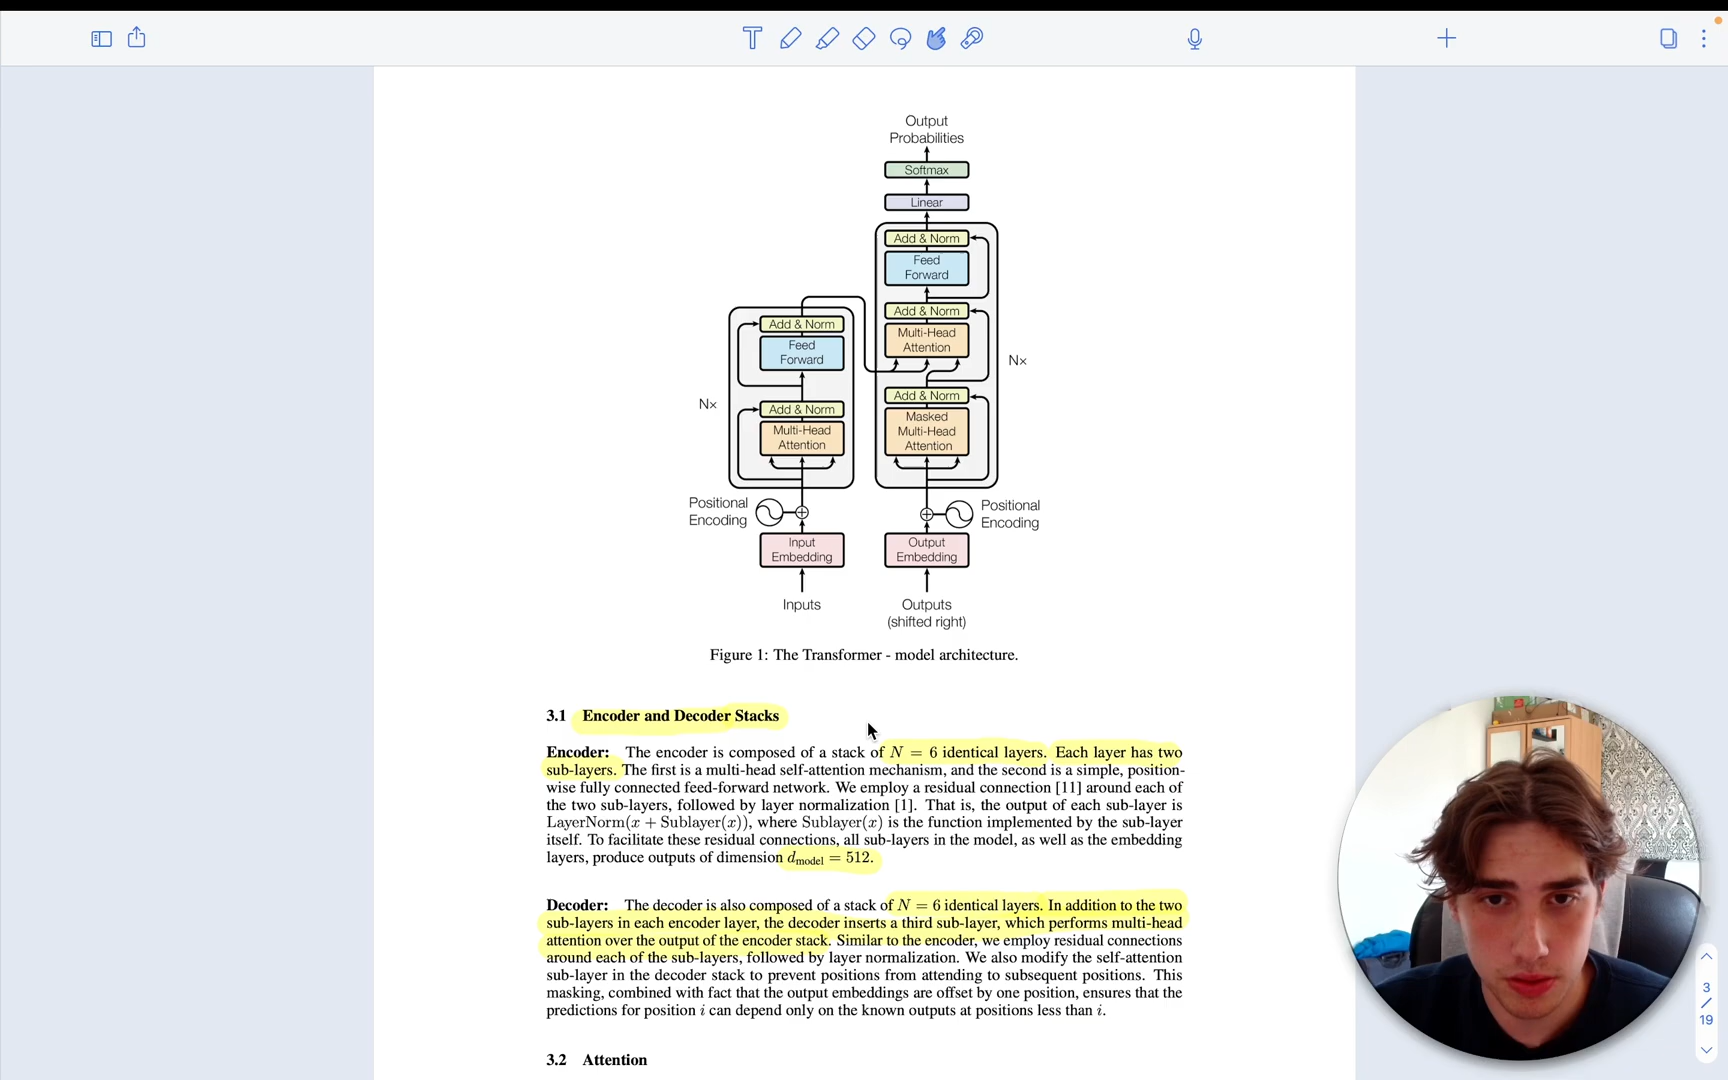 Output
Probabilities
Softmax
Linear
Add & Norm
Feed
Forward
Add & Norm
Multi-Head
Attention
Nx
Add & Norm
Masked
Multi-Head
Attention
Add & Norm
Feed
Forward
Nx
Add & Norm
Multi-Head
Attention
Positional
Encoding
Positional
Encoding
Input
Embedding
Output
Embedding
Inputs
Outputs
(shifted right)
Figure 1: The Transformer - model architecture.
3.1 Encoder and Decoder Stacks
Encoder: The encoder is composed of a stack of N = 6 identical layers. Each layer has two
sub-layers. The first is a multi-head self-attention mechanism, and the second is a simple, position-
wise fully connected feed-forward network. We employ a residual connection [11] around each of
the two sub-layers, followed by layer normalization [1]. That is, the output of each sub-layer is
LayerNorm(x + Sublayer(x)), where Sublayer(x) is the function implemented by the sub-layer
itself. To facilitate these residual connections, all sub-layers in the model, as well as the embedding
layers, produce outputs of dimension d_model = 512.
Decoder: The decoder is also composed of a stack of N = 6 identical layers. In addition to the two
sub-layers in each encoder layer, the decoder inserts a third sub-layer, which performs multi-head
attention over the output of the encoder stack. Similar to the encoder, we employ residual connections
around each of the sub-layers, followed by layer normalization. We also modify the self-attention
sub-layer in the decoder stack to prevent positions from attending to subsequent positions. This
masking, combined with fact that the output embeddings are offset by one position, ensures that the
predictions for position i can depend only on the known outputs at positions less than i.
3.2 Attention
3
/
19